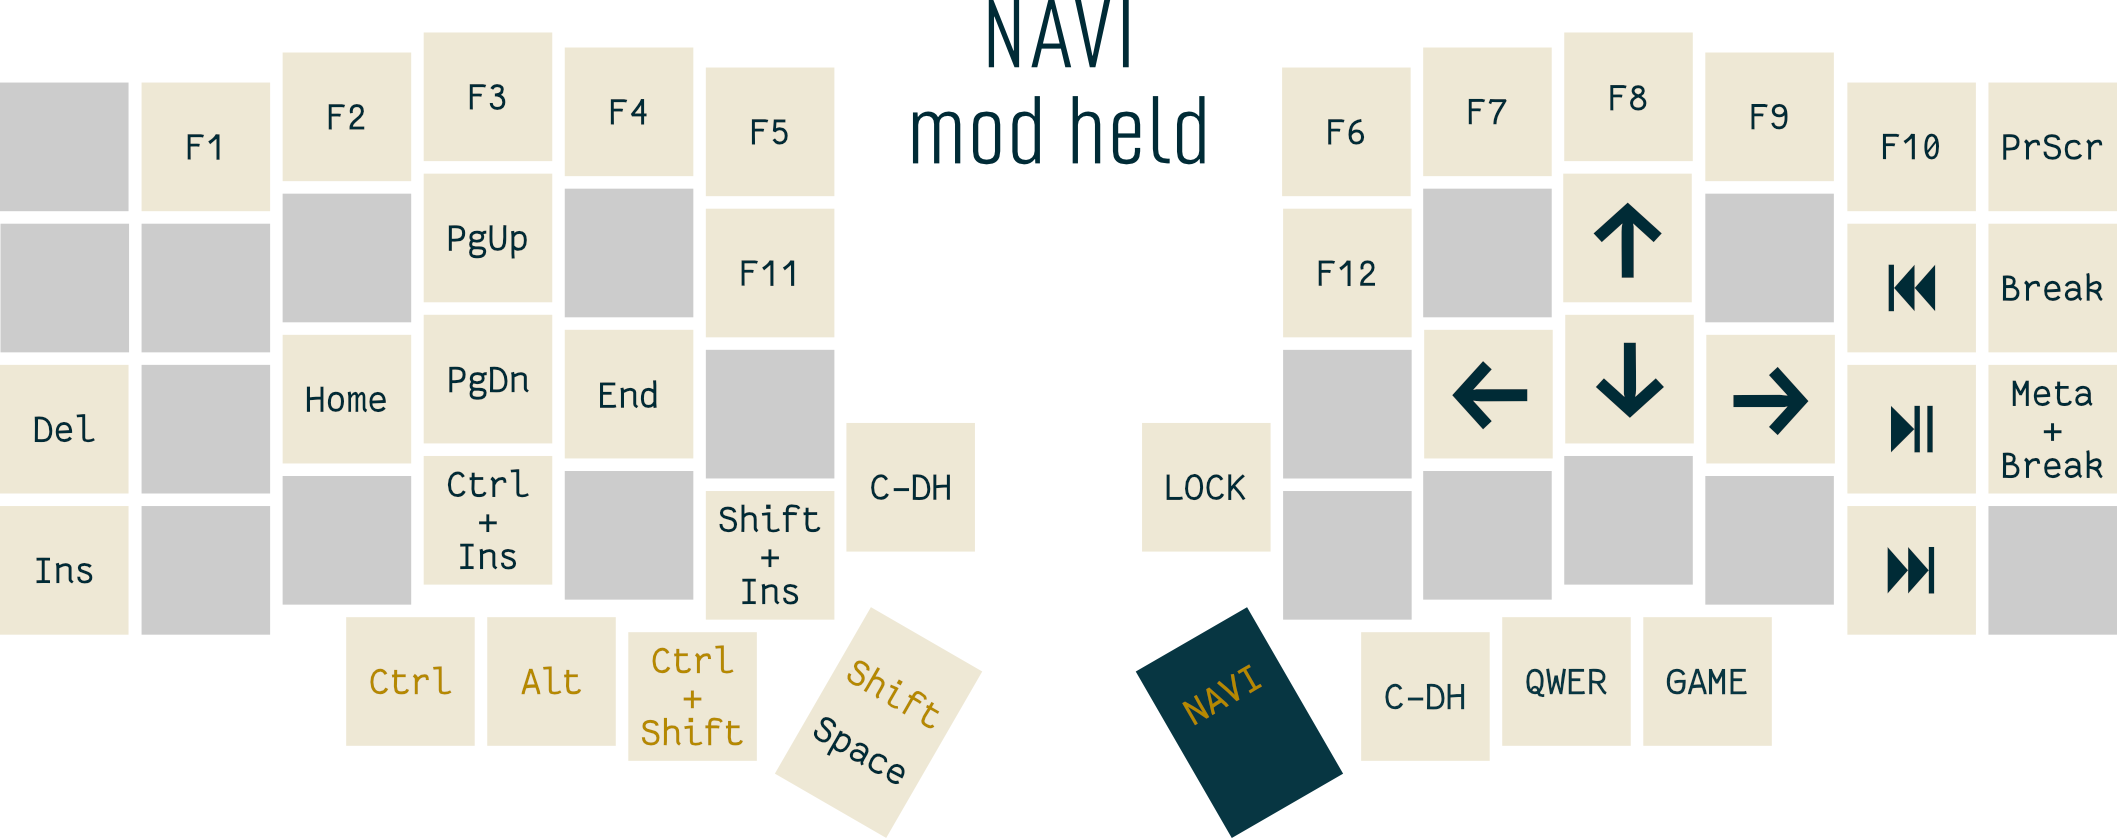 NAVI
mod held
F1
F2
F3
F4
F5
F6
F7
F8
F9
F10
PrScr
PgUp
F11
F12
Break
Del
Home
PgDn
End
Meta
+
Break
Ins
Ctrl
+
Ins
Shift
+
Ins
C-DH
LOCK
Ctrl
Alt
Ctrl
+
Shift
Shift
Space
NAVI
C-DH
QWER
GAME